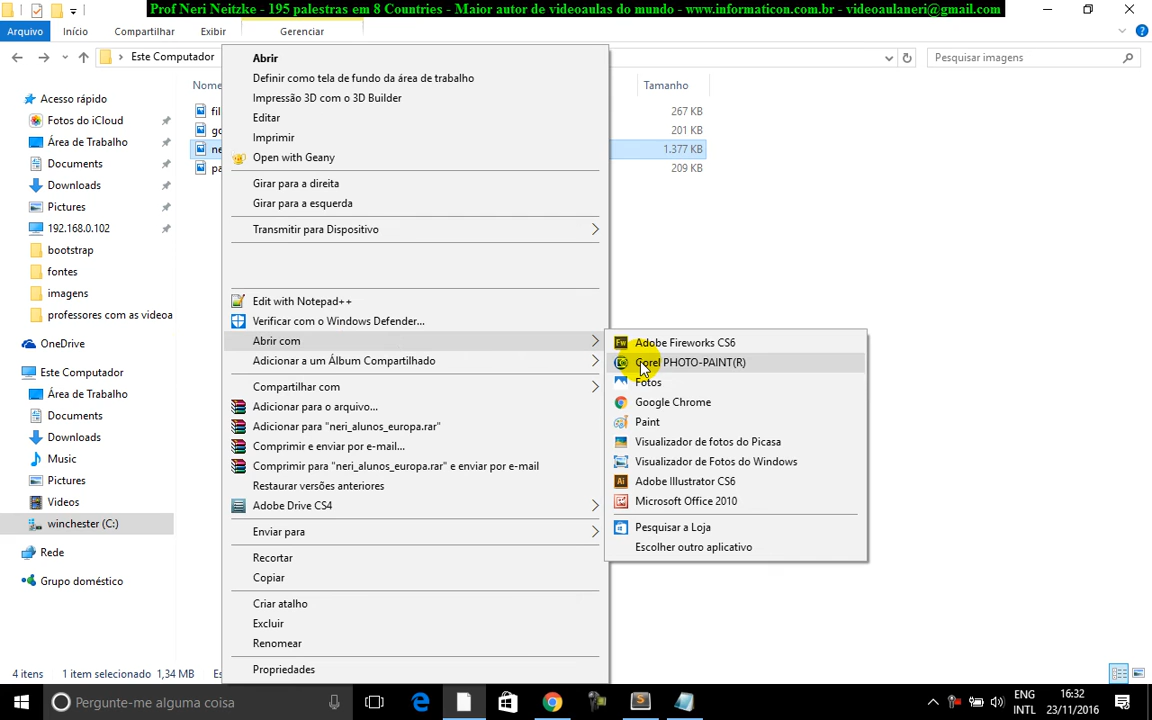 Prof Neri Neitzke - 195 palestras em 8 Countries - Maior autor de videoaulas do mundo - www.informaticon.com.br - videoaulaneri@gmail.com
Arquivo Início Compartilhar Exibir Gerenciar
Este Computador
Pesquisar imagens
Nome Tamanho
267 KB
201 KB
1.377 KB
209 KB
Acesso rápido
Fotos do iCloud
Área de Trabalho
Documents
Downloads
Pictures
192.168.0.102
bootstrap
fontes
imagens
professores com as videoa
OneDrive
Este Computador
Área de Trabalho
Documents
Downloads
Music
Pictures
Videos
winchester (C:)
Rede
Grupo doméstico
Abrir
Definir como tela de fundo da área de trabalho
Impressão 3D com o 3D Builder
Editar
Imprimir
Open with Geany
Girar para a direita
Girar para a esquerda
Transmitir para Dispositivo
Edit with Notepad++
Verificar com o Windows Defender...
Abrir com
Adicionar a um Álbum Compartilhado
Compartilhar com
Adicionar para o arquivo...
Adicionar para "neri_alunos_europa.rar"
Comprimir e enviar por e-mail...
Comprimir para "neri_alunos_europa.rar" e enviar por e-mail
Restaurar versões anteriores
Adobe Drive CS4
Enviar para
Recortar
Copiar
Criar atalho
Excluir
Renomear
Propriedades
Adobe Fireworks CS6
Corel PHOTO-PAINT(R)
Fotos
Google Chrome
Paint
Visualizador de fotos do Picasa
Visualizador de Fotos do Windows
Adobe Illustrator CS6
Microsoft Office 2010
Pesquisar a Loja
Escolher outro aplicativo
4 itens 1 item selecionado 1,34 MB
Pergunte-me alguma coisa
ENG
INTL
16:32
23/11/2016